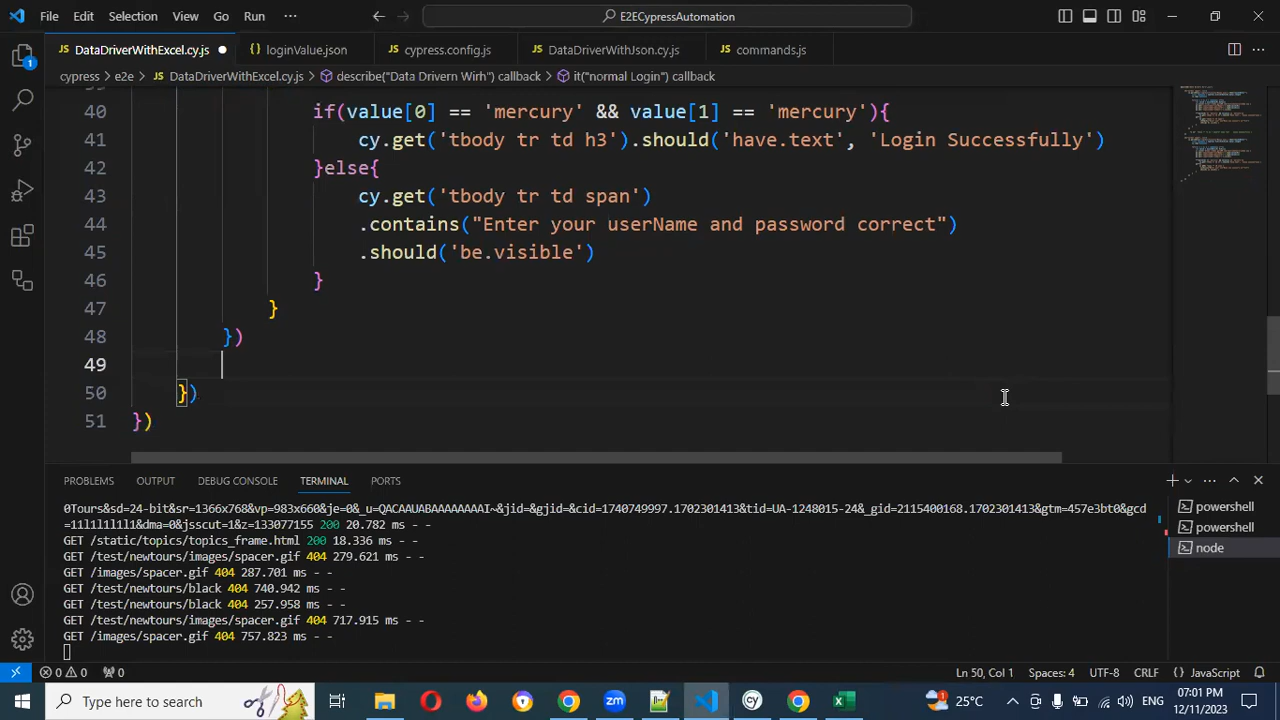 File Edit Selection View Go Run ··· E2ECypressAutomation
DataDriverWithExcel.cy.js loginValue.json cypress.config.js DataDriverWithJson.cy.js commands.js
cypress > e2e > DataDriverWithExcel.cy.js > describe("Data Drivern Wirh") callback > it("normal Login") callback
39
40 if(value[0] == 'mercury' && value[1] == 'mercury'){
41 cy.get('tbody tr td h3').should('have.text', 'Login Successfully')
42 }else{
43 cy.get('tbody tr td span')
44 .contains("Enter your userName and password correct")
45 .should('be.visible')
46 }
47 }
48 })
49
50 })
51 })
PROBLEMS OUTPUT DEBUG CONSOLE TERMINAL PORTS
0Tours&sd=24-bit&sr=1366x768&vp=983x660&je=0&_u=QACAAUABAAAAAAAAI~&jid=&gjid=&cid=1740749997.1702301413&tid=UA-1248015-24&_gid=2115400168.1702301413&gtm=457e3bt0&gcd
=11l1l1l1l1&dma=0&jsscut=1&z=133077155 200 20.782 ms - -
GET /static/topics/topics_frame.html 200 18.336 ms - -
GET /test/newtours/images/spacer.gif 404 279.621 ms - -
GET /images/spacer.gif 404 287.701 ms - -
GET /test/newtours/black 404 740.942 ms - -
GET /test/newtours/black 404 257.958 ms - -
GET /test/newtours/images/spacer.gif 404 717.915 ms - -
GET /images/spacer.gif 404 757.823 ms - -
powershell
powershell
node
0 0 0 Ln 50, Col 1 Spaces: 4 UTF-8 CRLF {} JavaScript
Type here to search 25°C ENG 07:01 PM
12/11/2023